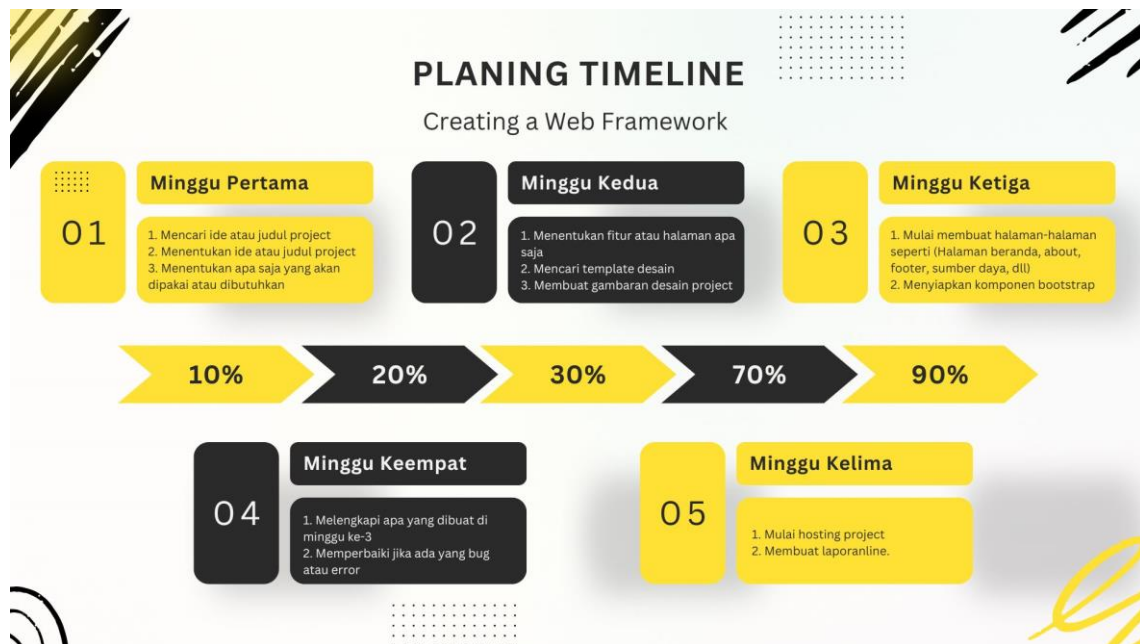 PLANING TIMELINE
Creating a Web Framework
01
Minggu Pertama
1. Mencari ide atau judul project
2. Menentukan ide atau judul project
3. Menentukan apa saja yang akan
dipakai atau dibutuhkan
02
Minggu Kedua
1. Menentukan fitur atau halaman apa
saja
2. Mencari template desain
3. Membuat gambaran desain project
03
Minggu Ketiga
1. Mulai membuat halaman-halaman
seperti (Halaman beranda, about,
footer, sumber daya, dll)
2. Menyiapkan komponen bootstrap
10%
20%
30%
70%
90%
04
Minggu Keempat
1. Melengkapi apa yang dibuat di
minggu ke-3
2. Memperbaiki jika ada yang bug
atau error
05
Minggu Kelima
1. Mulai hosting project
2. Membuat laporanline.